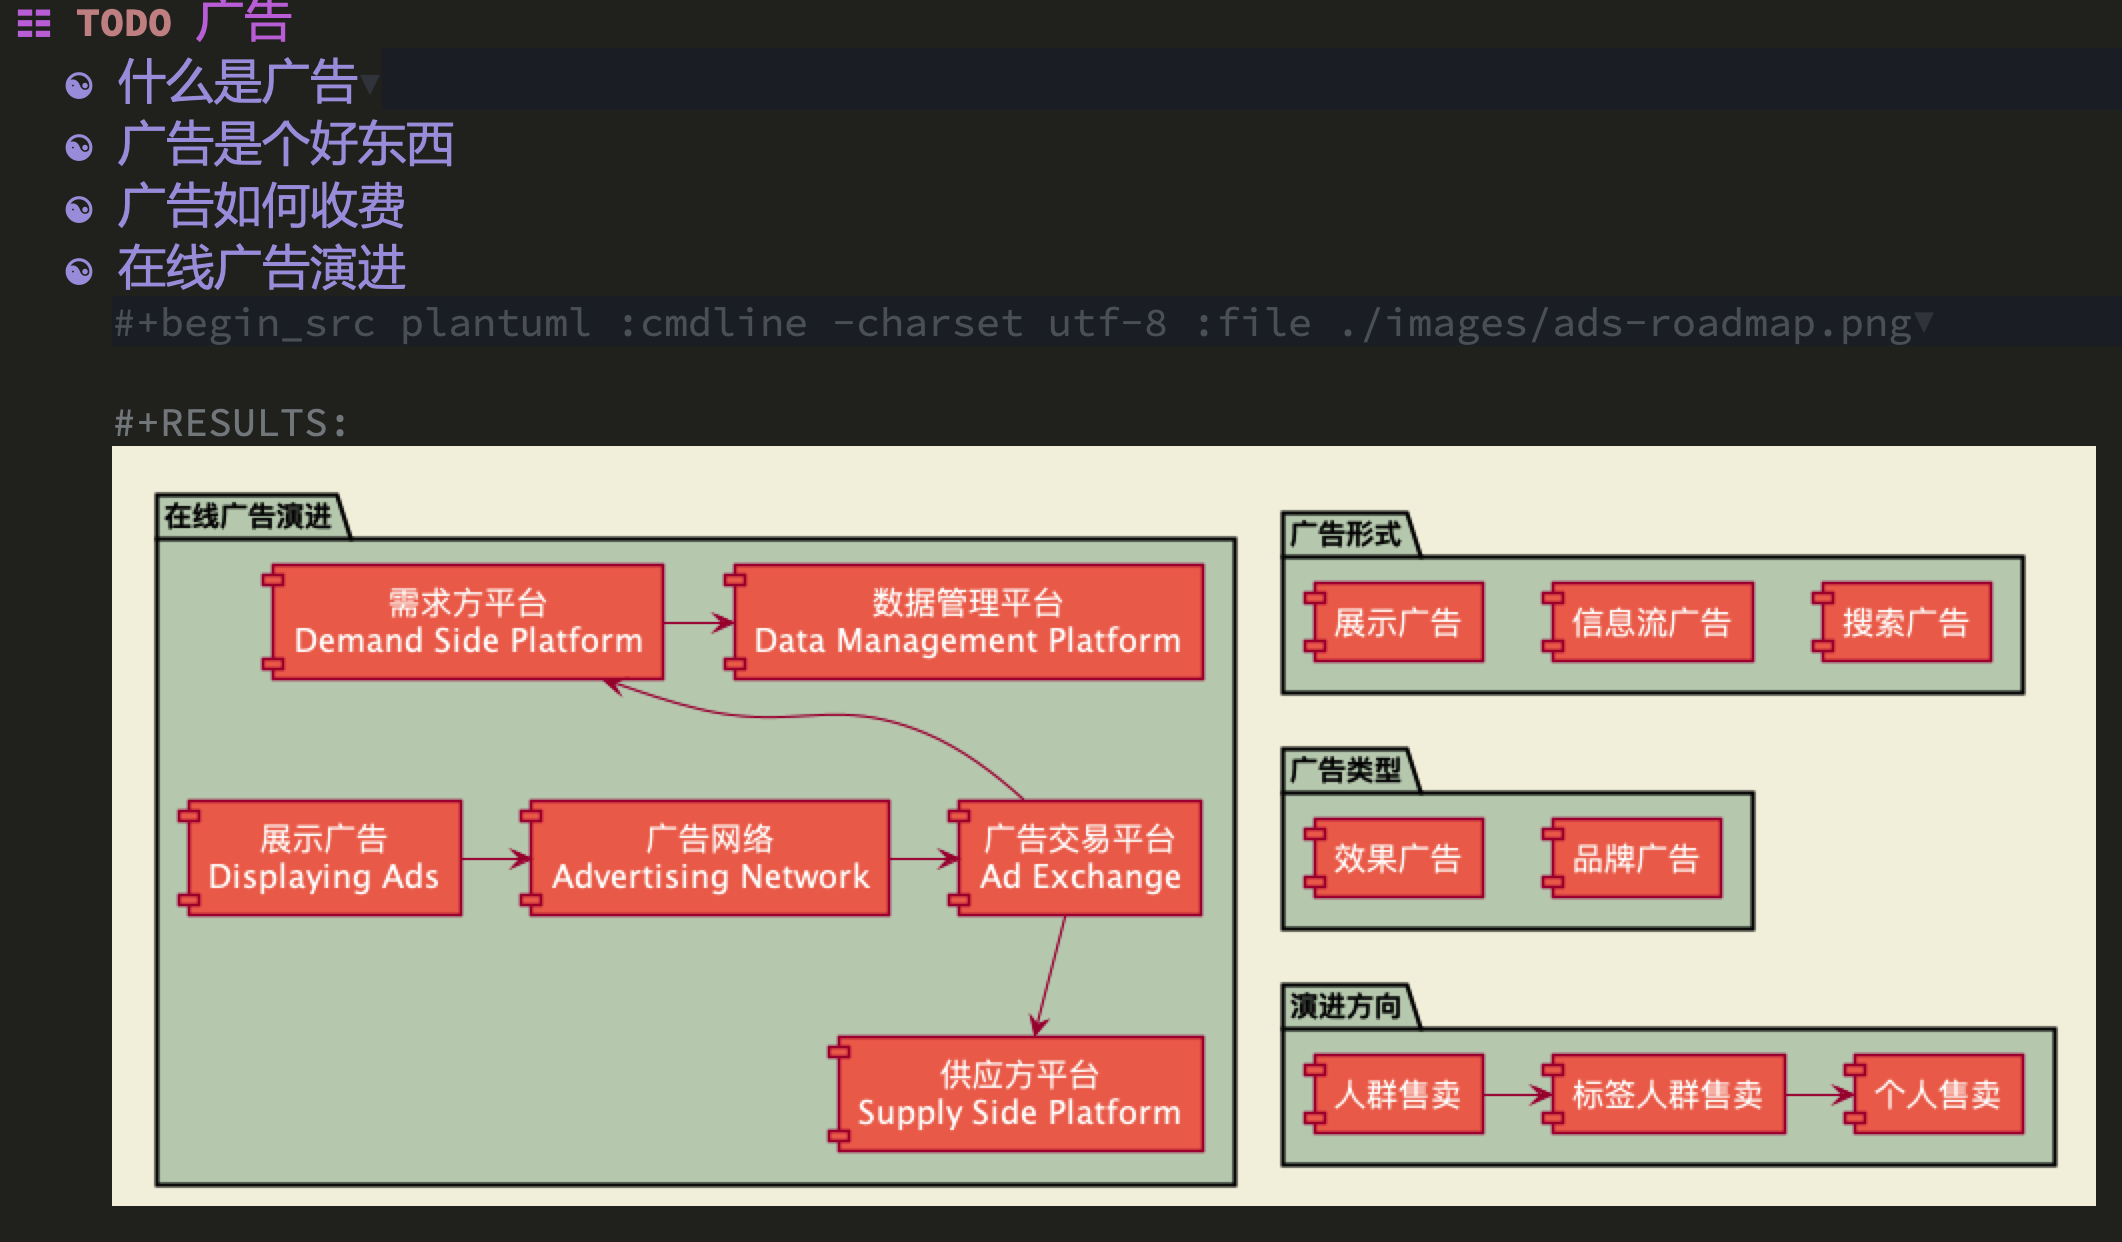 TODO 广告
什么是广告▼
广告是个好东西
广告如何收费
在线广告演进
#+begin_src plantuml :cmdline -charset utf-8 :file ./images/ads-roadmap.png▼
#+RESULTS:
在线广告演进
需求方平台
Demand Side Platform
数据管理平台
Data Management Platform
展示广告
Displaying Ads
广告网络
Advertising Network
广告交易平台
Ad Exchange
供应方平台
Supply Side Platform
广告形式
展示广告
信息流广告
搜索广告
广告类型
效果广告
品牌广告
演进方向
人群售卖
标签人群售卖
个人售卖